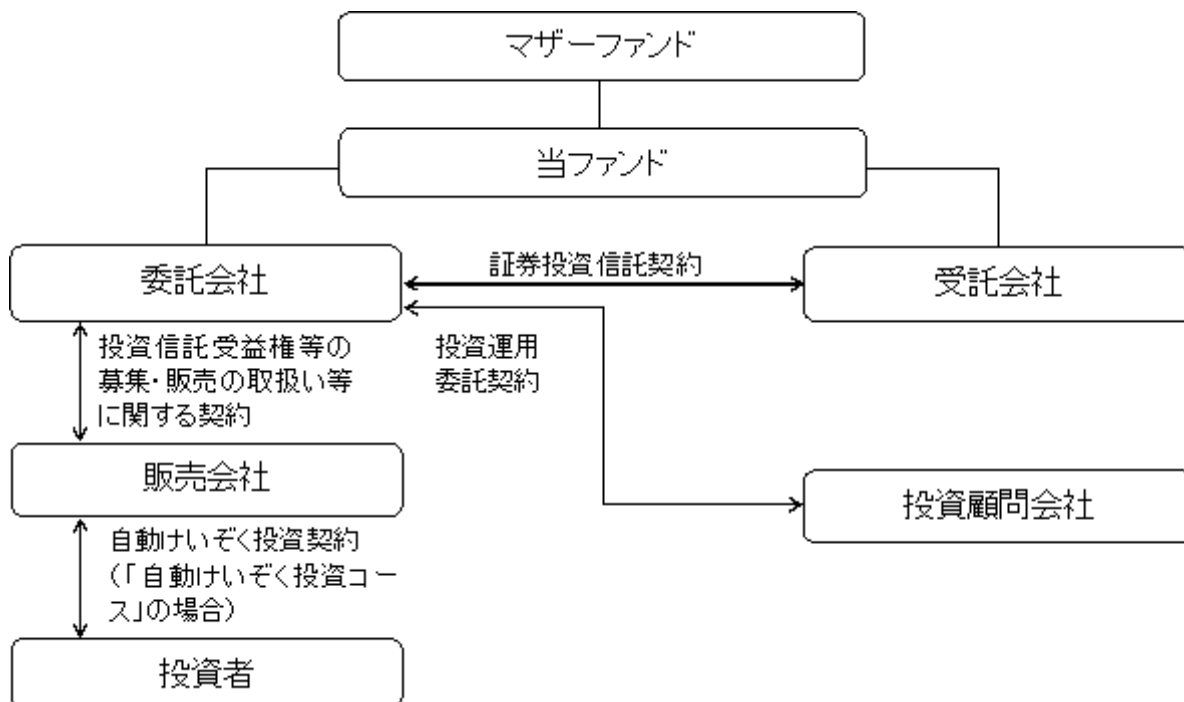 マザーファンド
当ファンド
委託会社
証券投資信託契約
受託会社
投資信託受益権等の
募集・販売の取扱い等
に関する契約
投資運用
委託契約
販売会社
投資顧問会社
自動けいぞく投資契約
(「自動けいぞく投資コー
ス」の場合)
投資者